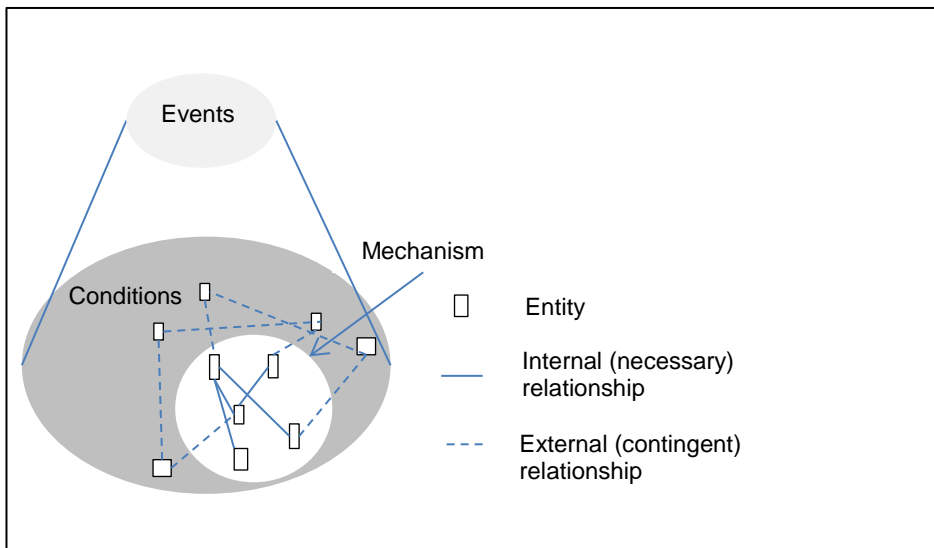 Events
Mechanism
Conditions
Entity
Internal (necessary)
relationship
External (contingent)
relationship